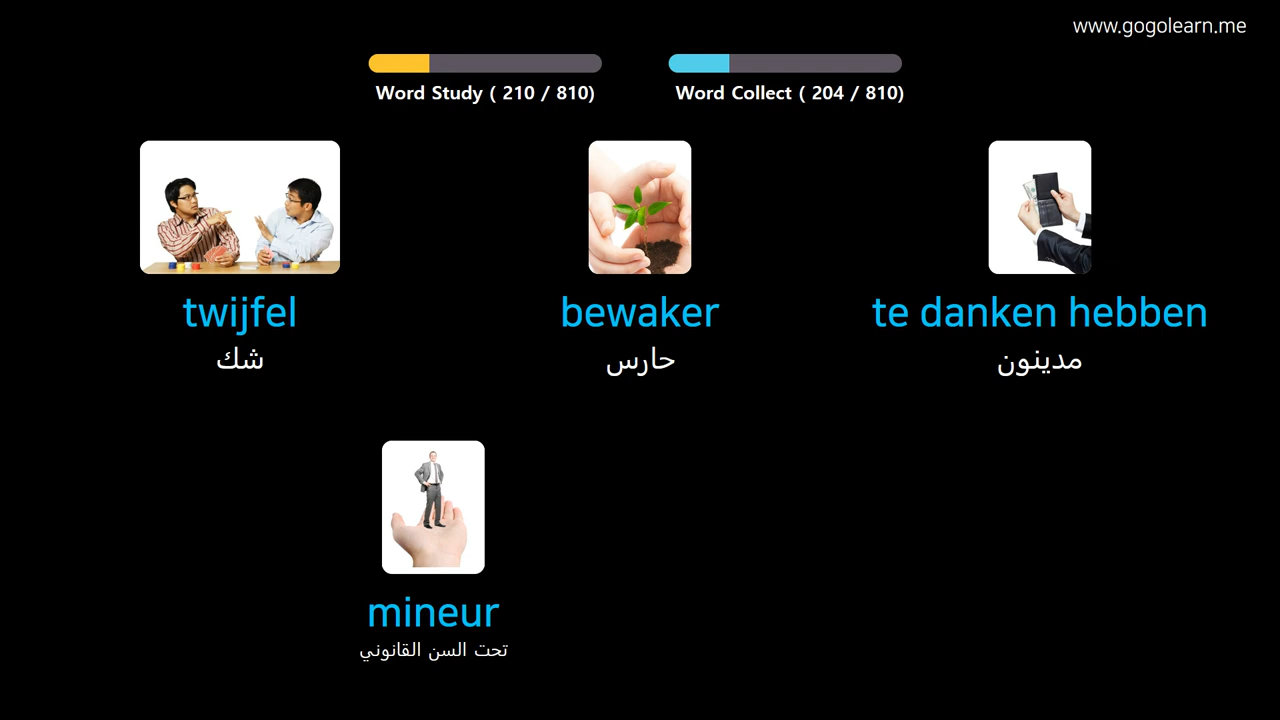 www.gogolearn.me
Word Study ( 210 / 810)
Word Collect ( 204 / 810)
twijfel
شك
bewaker
حارس
te danken hebben
مدينون
mineur
تحت السن القانوني